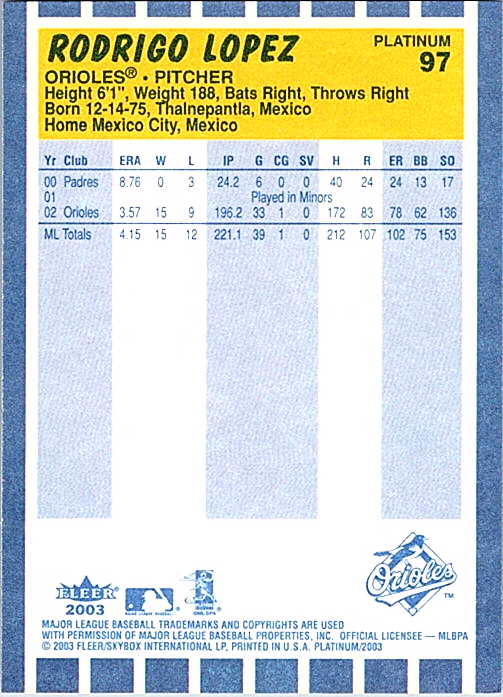 RODRIGO LOPEZ
PLATINUM
97
ORIOLES® • PITCHER
Height 6'1", Weight 188, Bats Right, Throws Right
Born 12-14-75, Thalnepantla, Mexico
Home Mexico City, Mexico
Yr Club ERA W L IP G CG SV H R ER BB SO
00 Padres 8.76 0 3 24.2 6 0 0 40 24 24 13 17
01 Played in Minors
02 Orioles 3.57 15 9 196.2 33 1 0 172 83 78 62 136
ML Totals 4.15 15 12 221.1 39 1 0 212 107 102 75 153
FLEER
2003
Orioles
TM
MAJOR LEAGUE BASEBALL TRADEMARKS AND COPYRIGHTS ARE USED
WITH PERMISSION OF MAJOR LEAGUE BASEBALL PROPERTIES, INC. OFFICIAL LICENSEE — MLBPA
© 2003 FLEER/SKYBOX INTERNATIONAL LP, PRINTED IN U.S.A. PLATINUM/2003